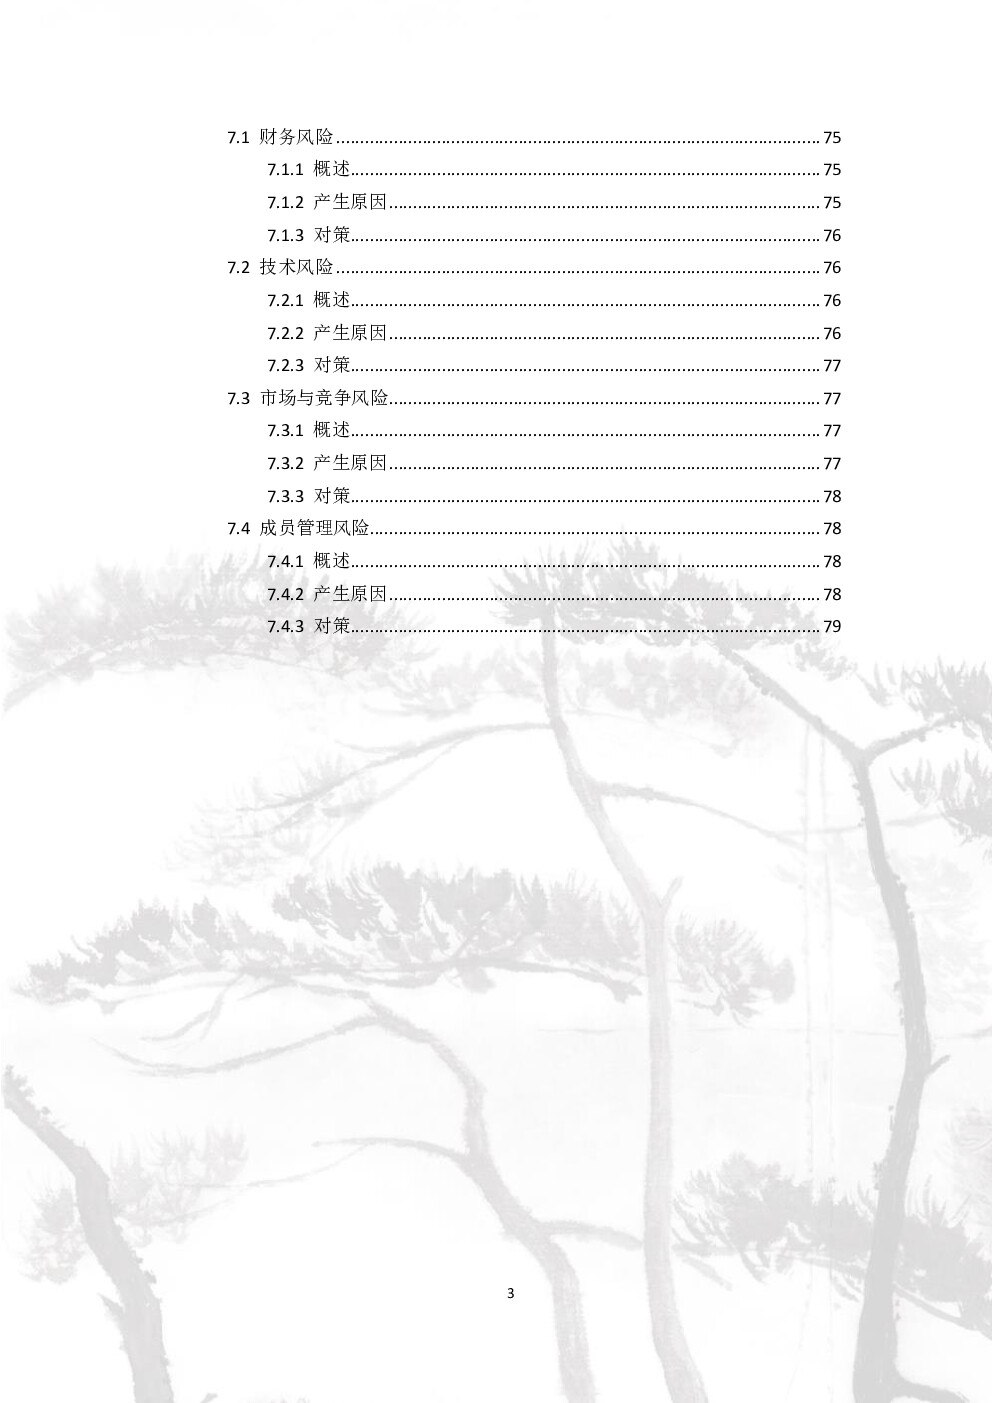 7.1 财务风险........................................ 75
7.1.1 概述........................................ 75
7.1.2 产生原因........................................ 75
7.1.3 对策........................................ 76
7.2 技术风险........................................ 76
7.2.1 概述........................................ 76
7.2.2 产生原因........................................ 76
7.2.3 对策........................................ 77
7.3 市场与竞争风险........................................ 77
7.3.1 概述........................................ 77
7.3.2 产生原因........................................ 77
7.3.3 对策........................................ 78
7.4 成员管理风险........................................ 78
7.4.1 概述........................................ 78
7.4.2 产生原因........................................ 78
7.4.3 对策........................................ 79
3